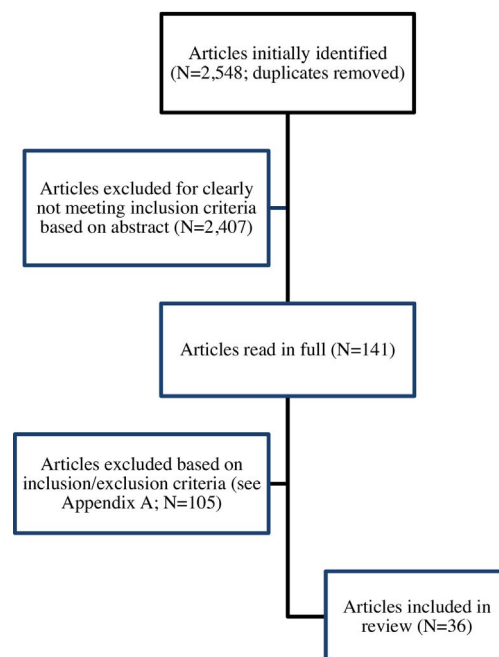 Articles initially identified
(N=2,548; duplicates removed)
Articles excluded for clearly
not meeting inclusion criteria
based on abstract (N=2,407)
Articles read in full (N=141)
Articles excluded based on
inclusion/exclusion criteria (see
Appendix A; N=105)
Articles included in
review (N=36)